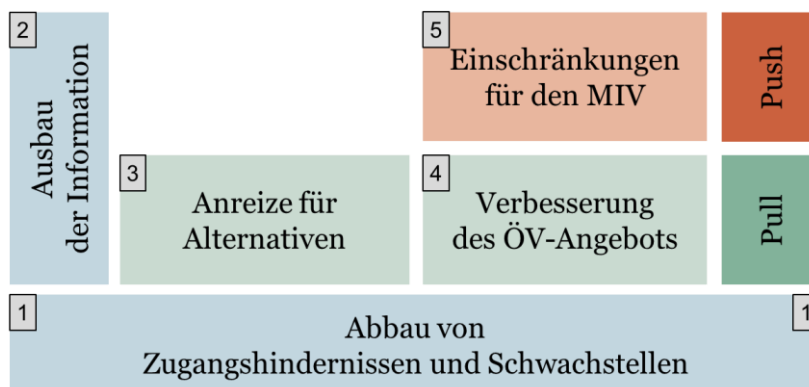 2
Ausbau
der Information
5
Einschränkungen
für den MIV
Push
3
Anreize für
Alternativen
4
Verbesserung
des ÖV-Angebots
Pull
1
Abbau von
Zugangshindernissen und Schwachstellen
1